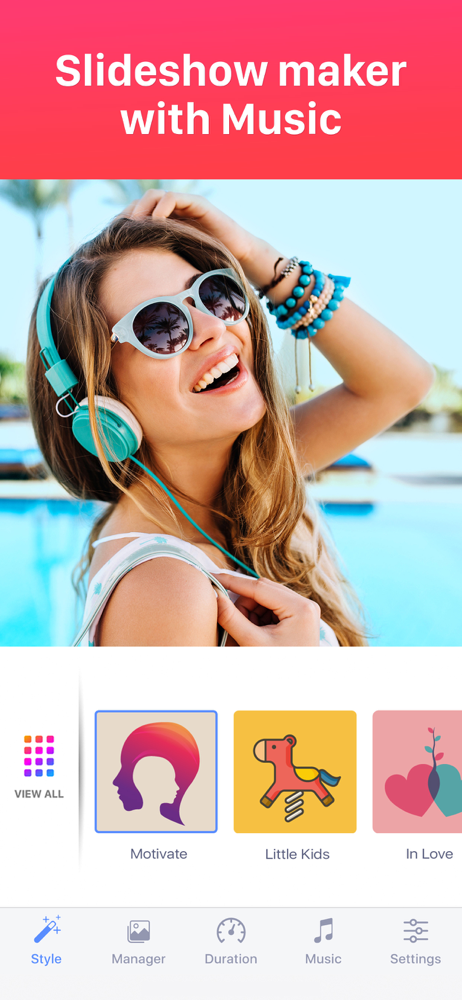 Slideshow maker
with Music
VIEW ALL
Motivate
Little Kids
In Love
Style
Manager
Duration
Music
Settings